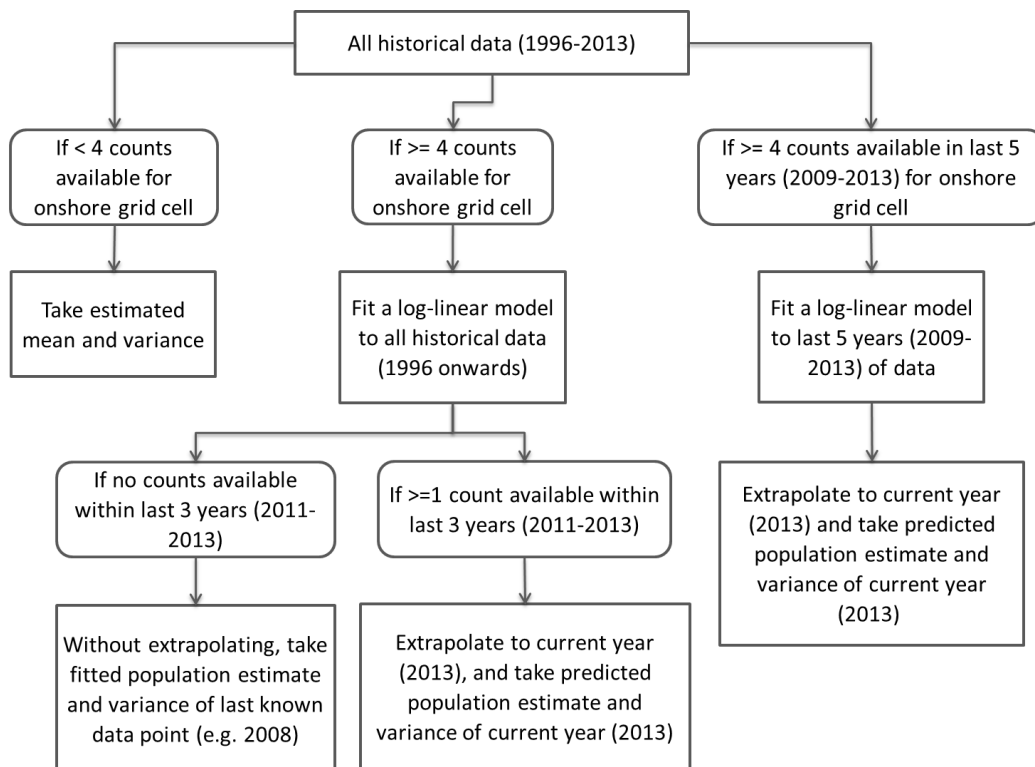 All historical data (1996-2013)
If < 4 counts
available for
onshore grid cell
If >= 4 counts
available for
onshore grid cell
If >= 4 counts available in last 5
years (2009-2013) for onshore
grid cell
Take estimated
mean and variance
Fit a log-linear model
to all historical data
(1996 onwards)
Fit a log-linear model
to last 5 years (2009-
2013) of data
If no counts available
within last 3 years (2011-
2013)
If >=1 count available within
last 3 years (2011-2013)
Extrapolate to current year
(2013) and take predicted
population estimate and
variance of current year
(2013)
Without extrapolating, take
fitted population estimate
and variance of last known
data point (e.g. 2008)
Extrapolate to current year
(2013), and take predicted
population estimate and
variance of current year (2013)